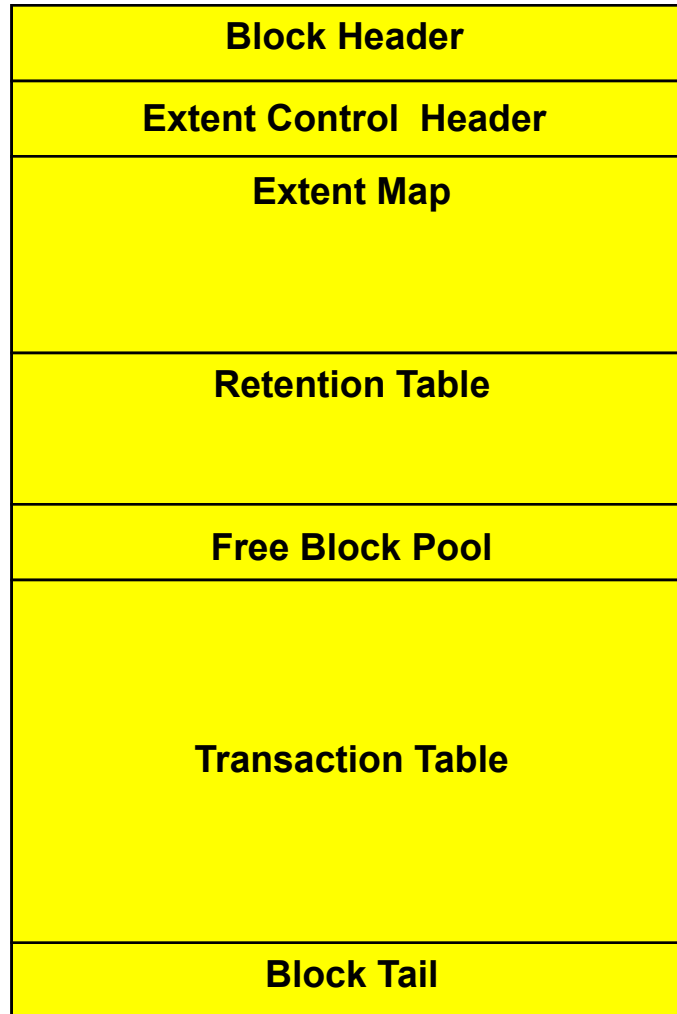 Block Header
Extent Control  Header
Extent Map
Retention Table
Free Block Pool
Transaction Table
Block Tail